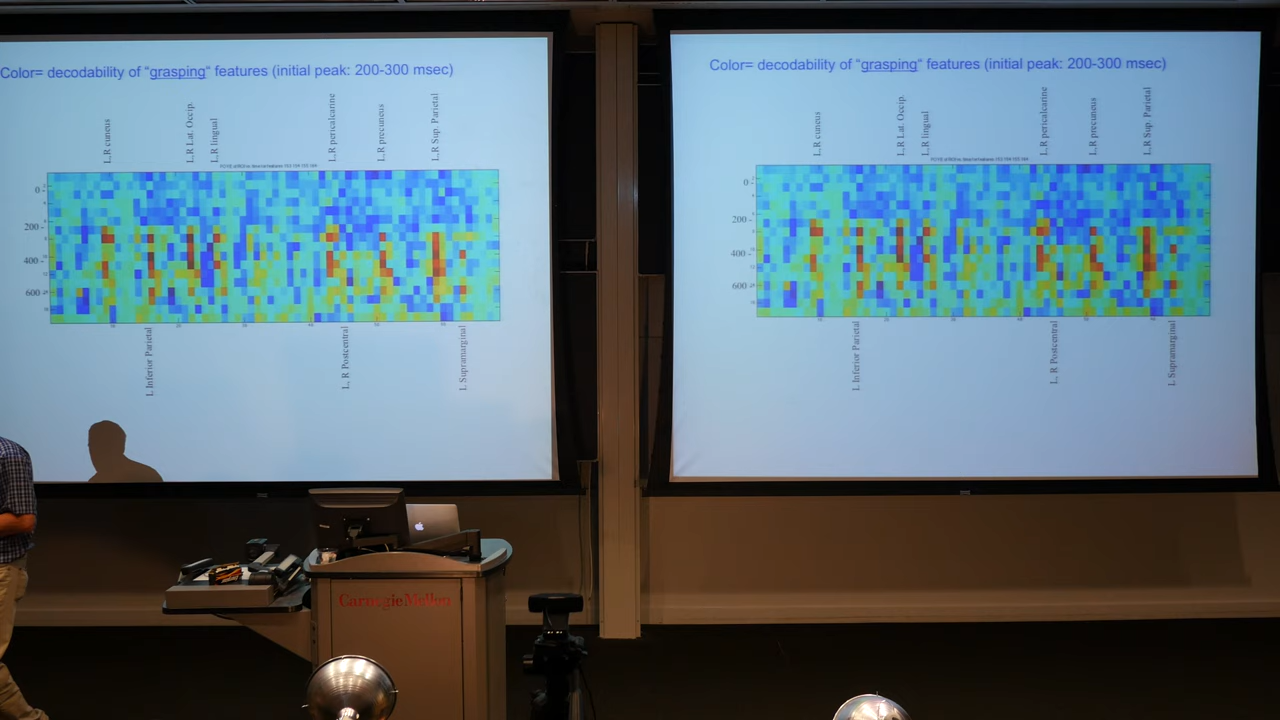 Color= decodability of "grasping" features (initial peak: 200-300 msec)
L,R cuneus
L,R Lat. Occip.
L,R lingual
L,R pericalcarine
L,R precuneus
L,R Sup. Parietal
0
200
400
600
L Inferior Parietal
L, R Postcentral
L Supramarginal
Color= decodability of "grasping" features (initial peak: 200-300 msec)
L,R cuneus
L,R Lat. Occip.
L,R lingual
L,R pericalcarine
L,R precuneus
L,R Sup. Parietal
0
200
400
600
L Inferior Parietal
L, R Postcentral
L Supramarginal
Carnegie Mellon